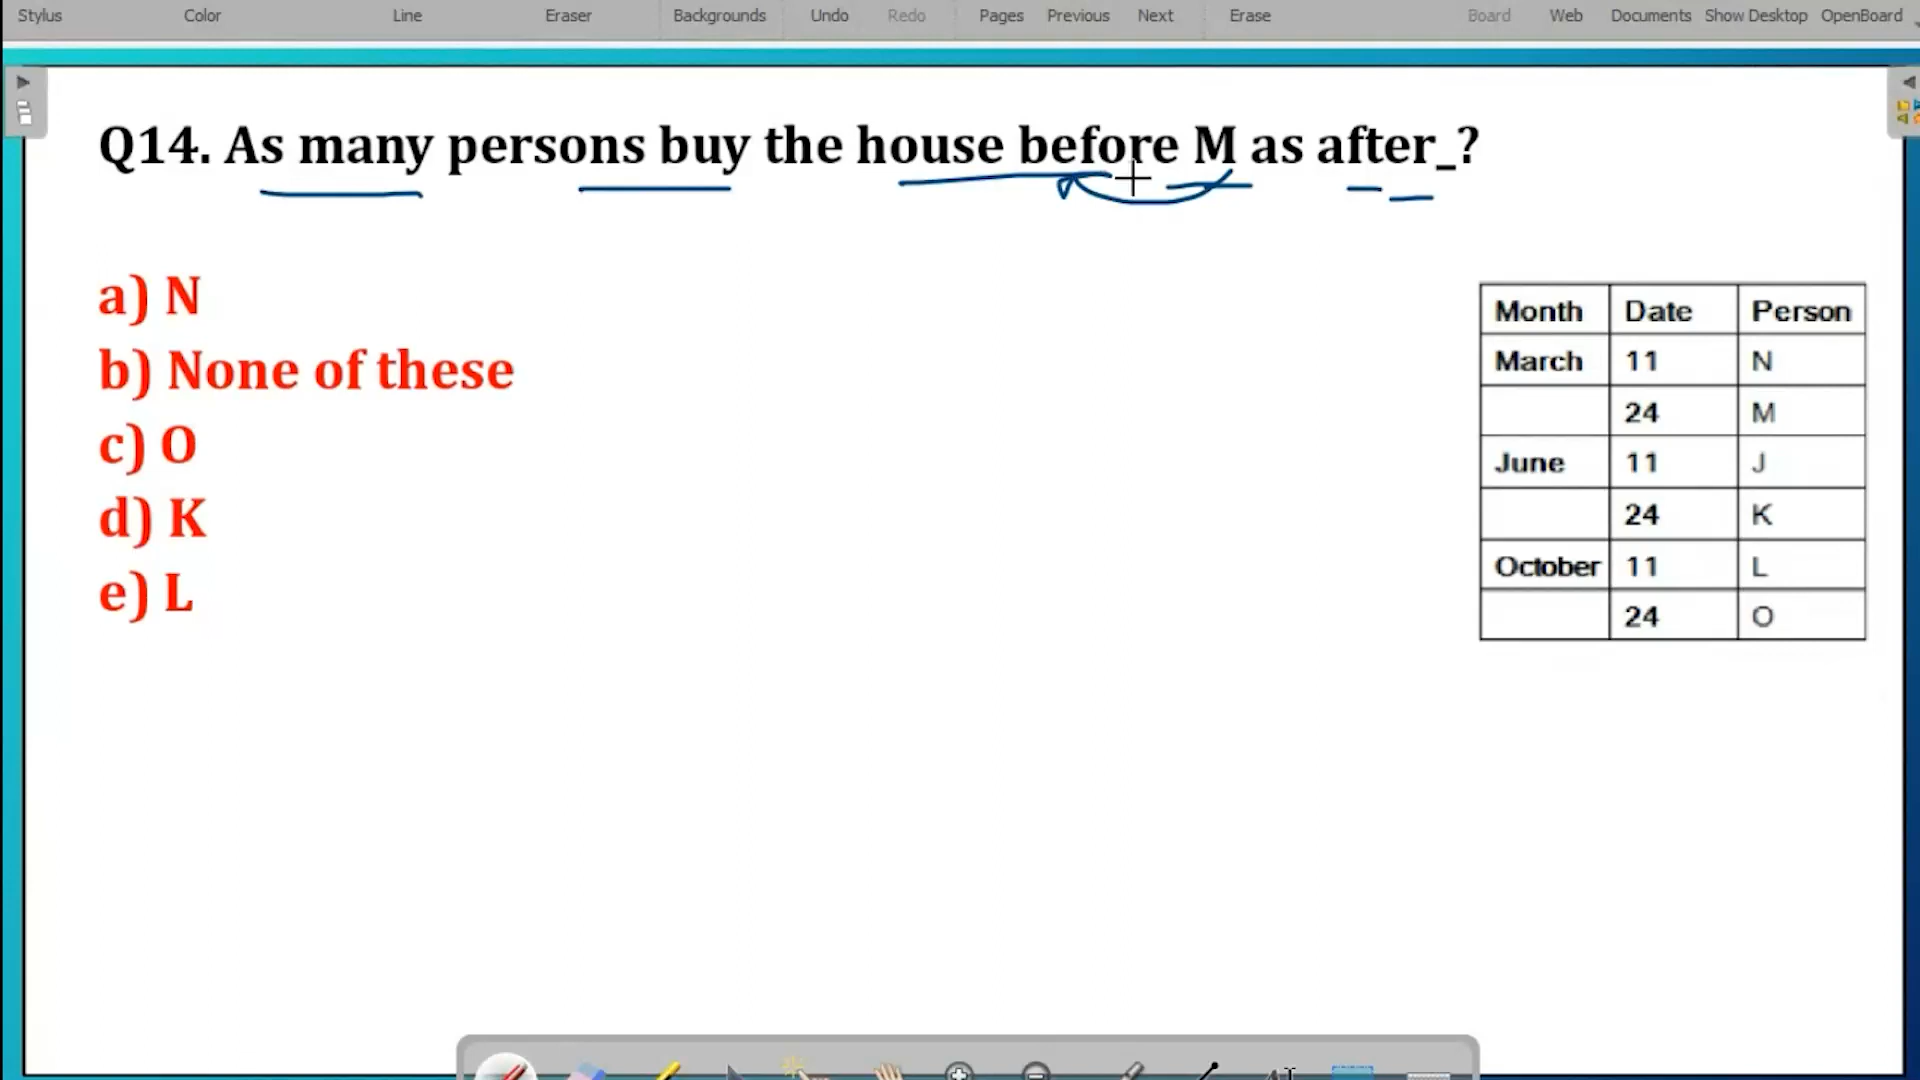 Stylus Color Line Eraser Backgrounds Undo Redo Pages Previous Next Erase Board Web Documents Show Desktop OpenBoard
Q14. As many persons buy the house before M as after_?
a) N
b) None of these
c) O
d) K
e) L
Month Date Person
March 11 N
24 M
June 11 J
24 K
October 11 L
24 O